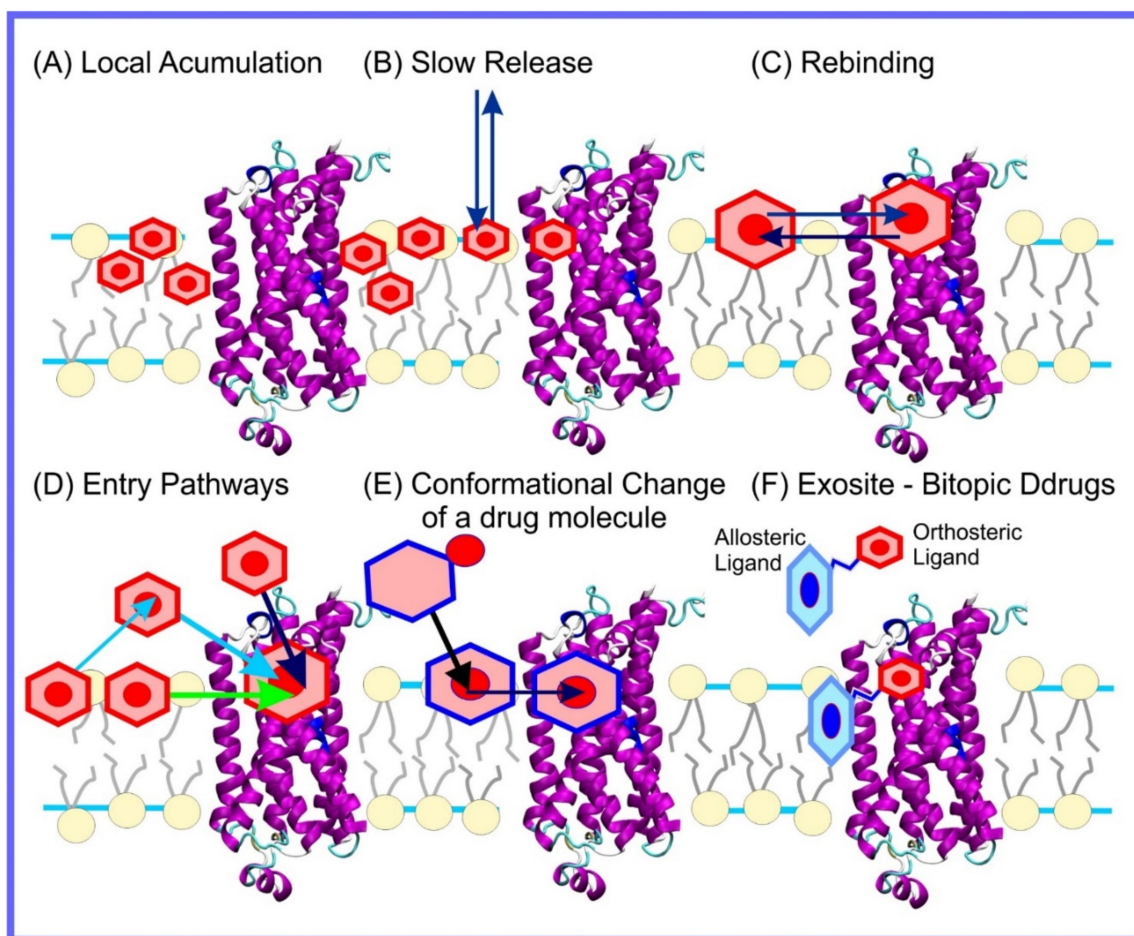 (A) Local Acumulation
(B) Slow Release
(C) Rebinding
(D) Entry Pathways
(E) Conformational Change
of a drug molecule
(F) Exosite - Bitopic Ddrugs
Allosteric
Ligand
Orthosteric
Ligand